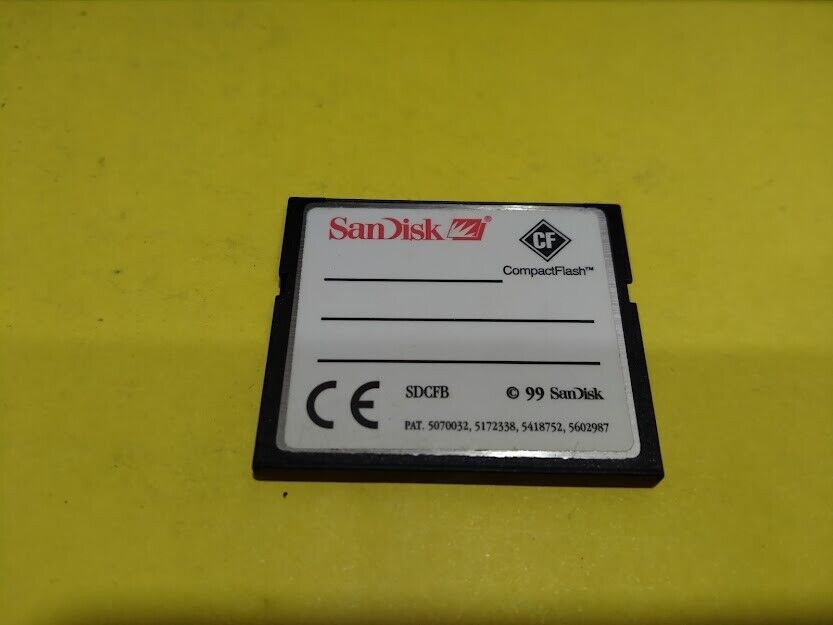 SanDisk ®
CF
CompactFlash™
CE
SDCFB © 99 SanDisk
PAT. 5070032, 5172338, 5418752, 5602987